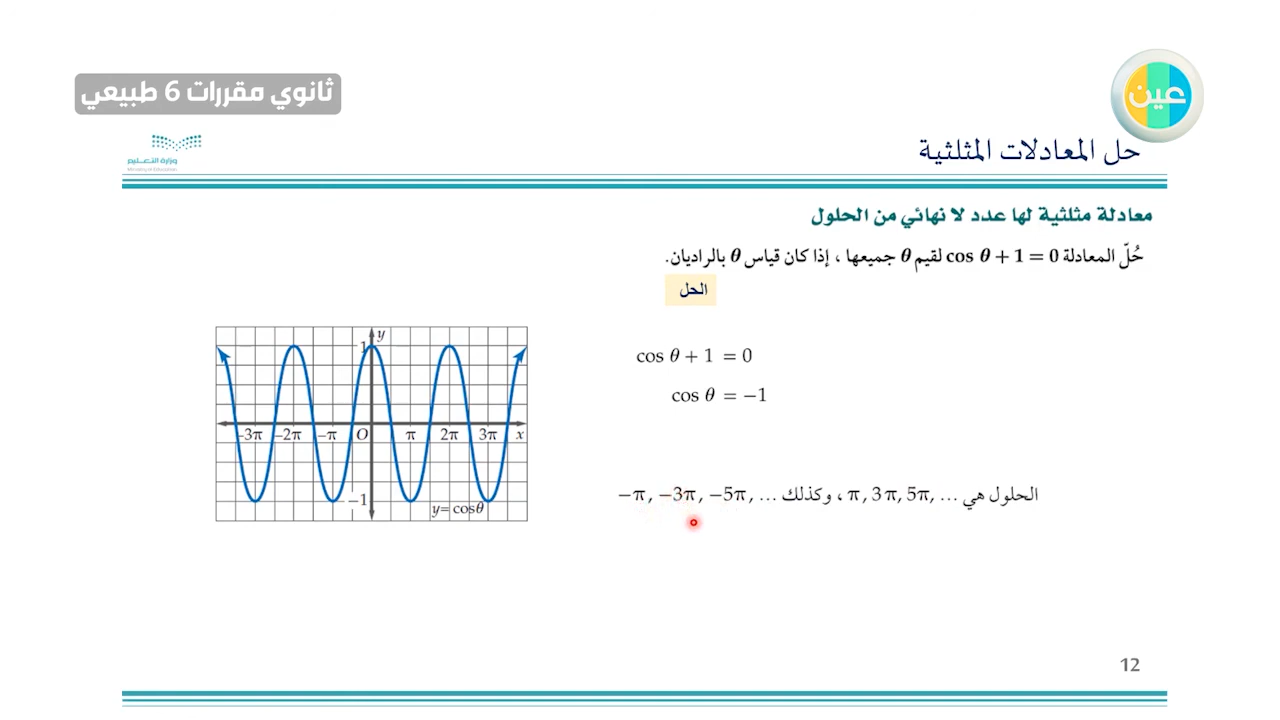 ثانوي مقررات 6 طبيعي
عين
وزارة التعليم
Ministry of Education
حل المعادلات المثلثية
معادلة مثلثية لها عدد لا نهائي من الحلول
حُلّ المعادلة cos θ + 1 = 0 لقيم θ جميعها ، إذا كان قياس θ بالراديان.
الحل
cos θ + 1 = 0
cos θ = −1
y
1
−3π −2π −π O π 2π 3π x
−1
y = cosθ
الحلول هي π, 3π, 5π, … ، وكذلك −π, −3π, −5π, …
12